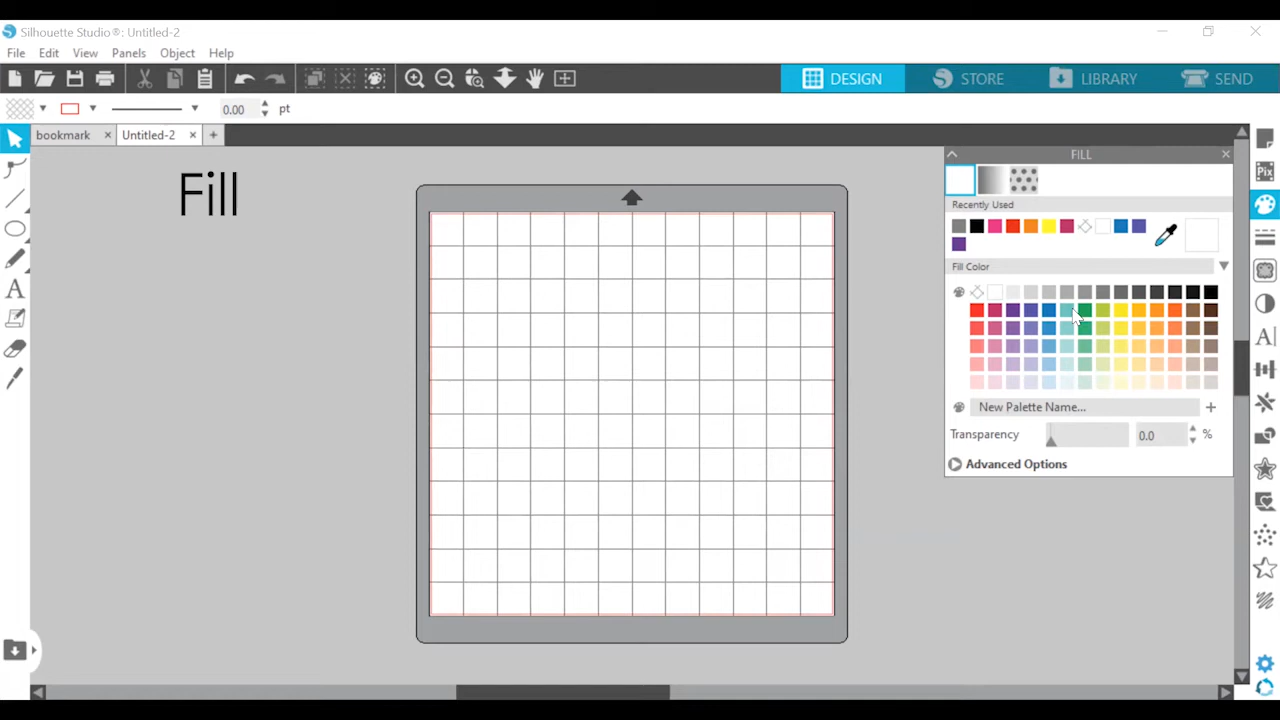 Silhouette Studio®: Untitled-2
File Edit View Panels Object Help
DESIGN STORE LIBRARY SEND
0.00 pt
bookmark Untitled-2
Fill
FILL
Pix
Recently Used
Fill Color
New Palette Name...
Transparency 0.0 %
Advanced Options